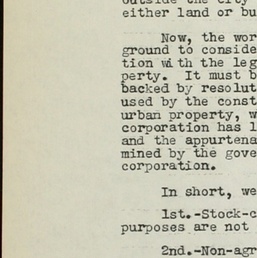 outside the city
either land or bu
Now, the wor
ground to conside
tion with the leg
perty. It must b
backed by resolut
used by the const
urban property, w
corporation has l
and the appurtena
mined by the gove
corporation.
In short, we
1st.-Stock-c
purposes are not
2nd.-Non-agr